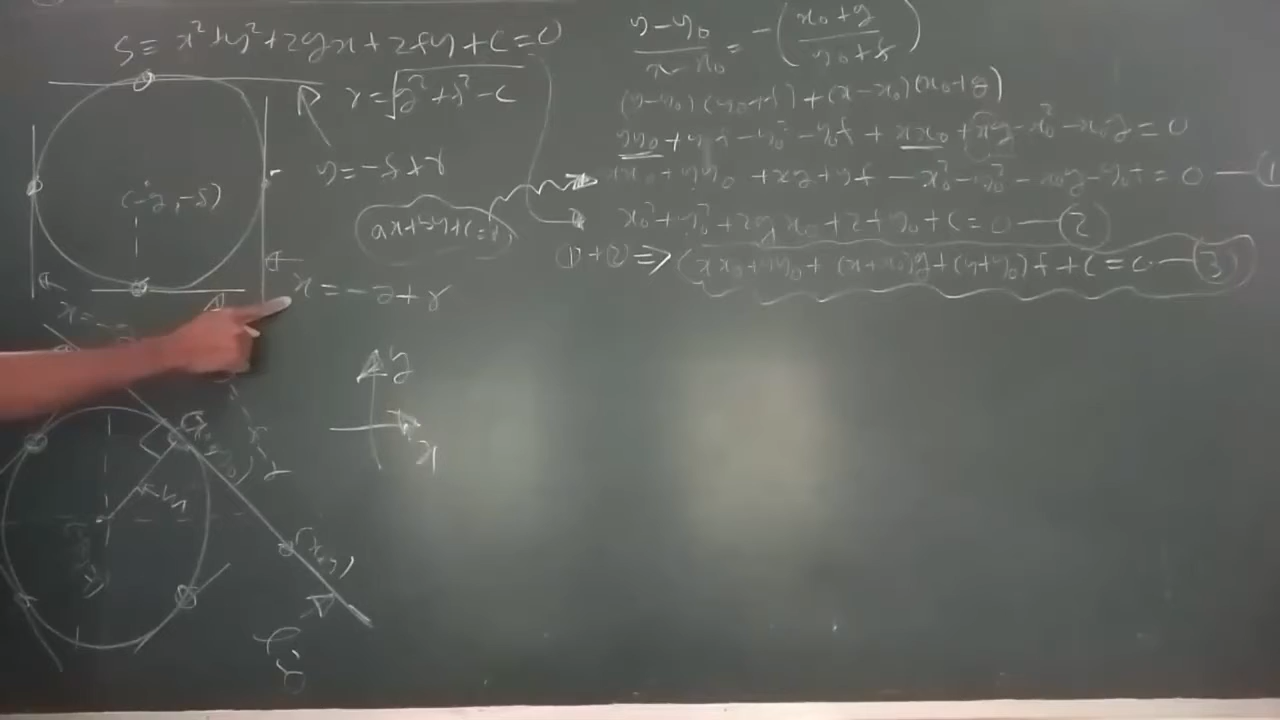 S ≡ x² + y² + 2gx + 2fy + c = 0
r = √(g² + f² - c)
y = -f + r
(-g, -f)
ax + by + c = 0
x = -g + r
x = -
y
x
(y - y₀)/(x - x₀) = -((x₀ + g)/(y₀ + f))
(y - y₀)(y₀ + f) + (x - x₀)(x₀ + g)
yy₀ + yf - y₀² - y₀f + xx₀ + xg - x₀² - x₀g = 0
xx₀ + yy₀ + xg + yf - x₀² - y₀² - x₀g - y₀f = 0 — ①
x₀² + y₀² + 2gx₀ + 2fy₀ + c = 0 — ②
① + ② ⇒ xx₀ + yy₀ + (x + x₀)g + (y + y₀)f + c = 0 — ③
(x, y)